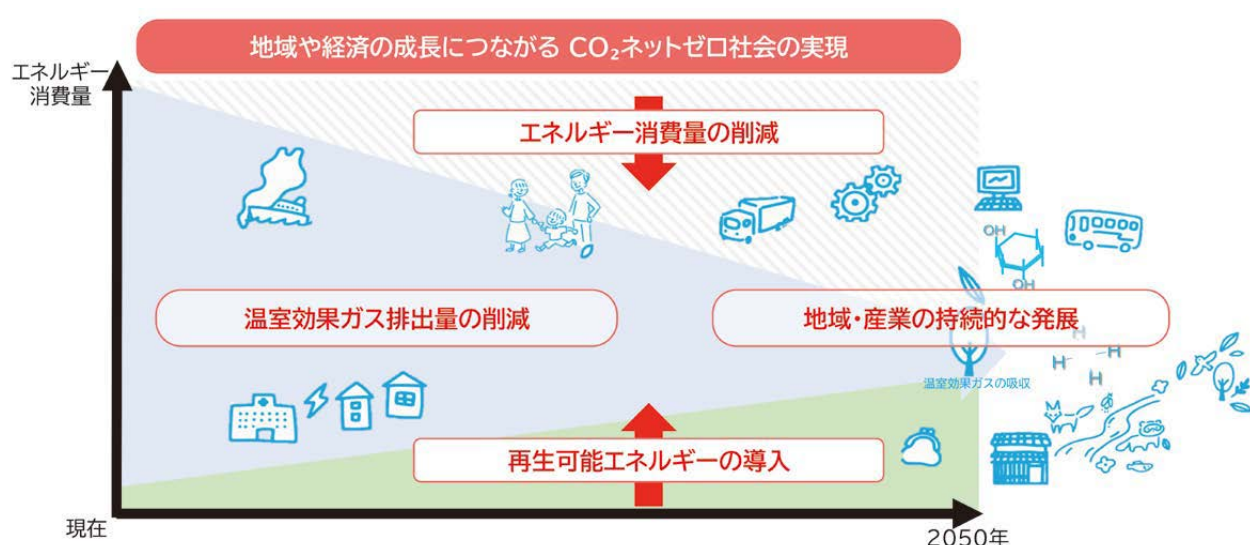 地域や経済の成長につながる CO₂ネットゼロ社会の実現
エネルギー
消費量
エネルギー消費量の削減
OH
OH
温室効果ガス排出量の削減
地域・産業の持続的な発展
H
H
H
H
温室効果ガスの吸収
再生可能エネルギーの導入
現在
2050年